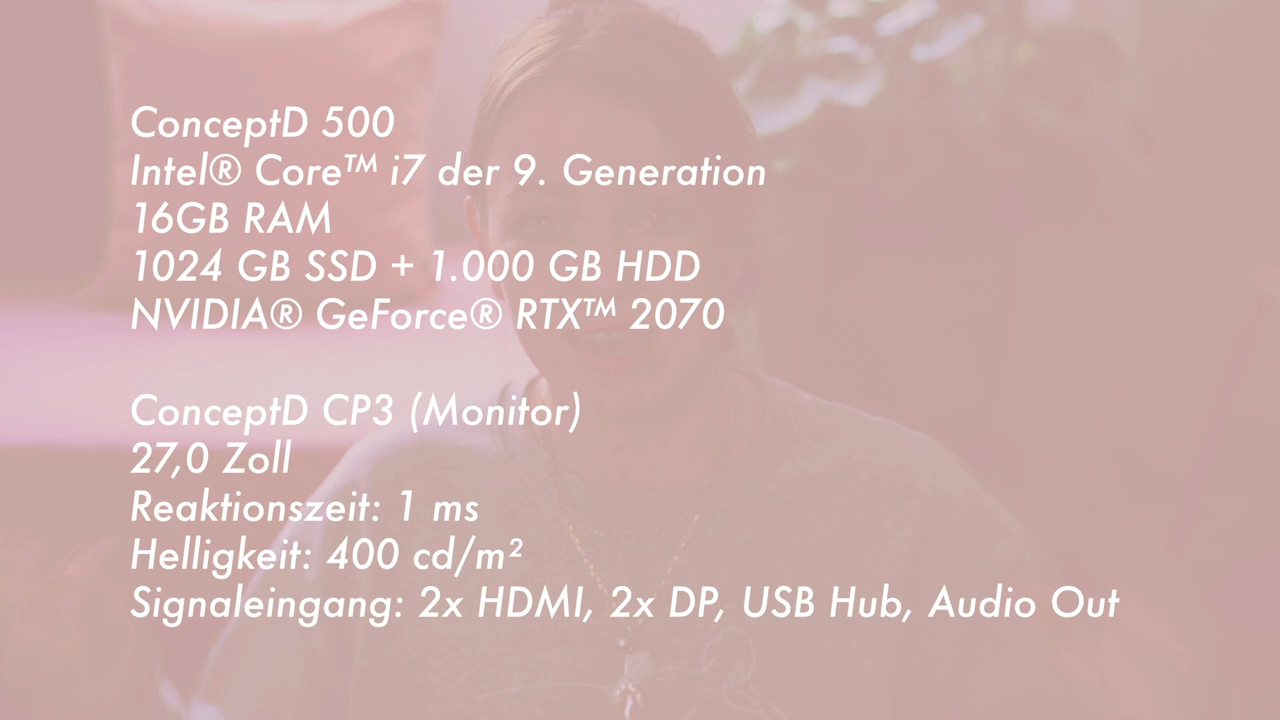 ConceptD 500
Intel® Core™ i7 der 9. Generation
16GB RAM
1024 GB SSD + 1.000 GB HDD
NVIDIA® GeForce® RTX™ 2070
ConceptD CP3 (Monitor)
27,0 Zoll
Reaktionszeit: 1 ms
Helligkeit: 400 cd/m²
Signaleingang: 2x HDMI, 2x DP, USB Hub, Audio Out